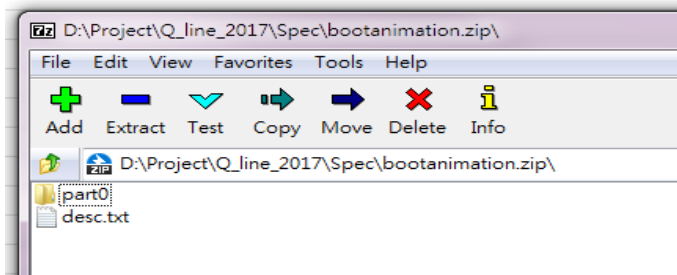 7z D:\Project\Q_line_2017\Spec\bootanimation.zip\
File Edit View Favorites Tools Help
Add Extract Test Copy Move Delete Info
ZIP D:\Project\Q_line_2017\Spec\bootanimation.zip\
part0
desc.txt